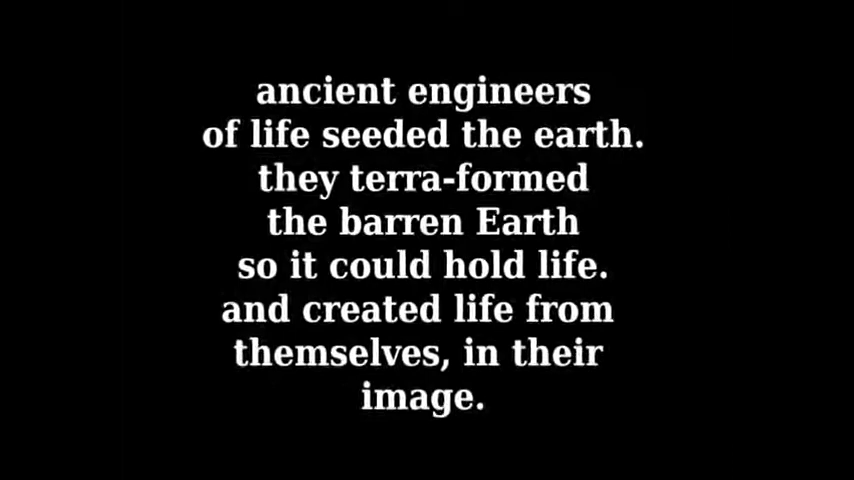 ancient engineers
of life seeded the earth.
they terra-formed
the barren Earth
so it could hold life.
and created life from
themselves, in their
image.